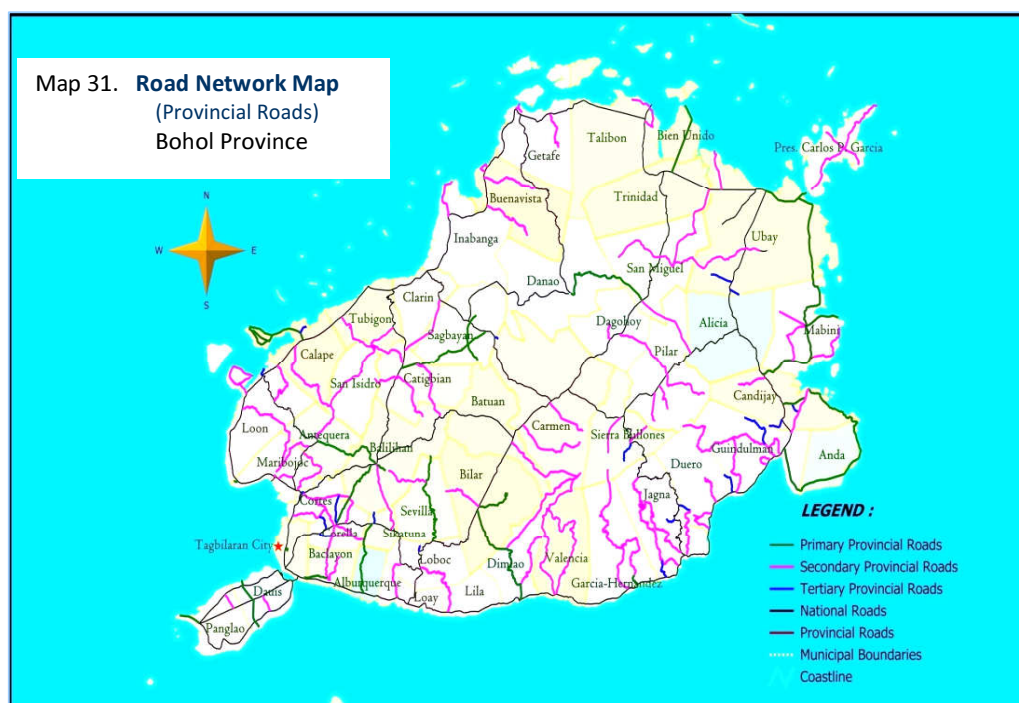 Map 31. Road Network Map
(Provincial Roads)
Bohol Province
N
W E
S
Talibon
Bien Unido
Getafe
Pres. Carlos P. Garcia
Buenavista
Trinidad
Ubay
Inabanga
San Miguel
Danao
Clarin
Tubigon
Dagohoy
Alicia
Mabini
Sagbayan
Calape
Pilar
San Isidro
Catigbian
Candijay
Batuan
Loon
Carmen
Antequera
Sierra Bullones
Balilihan
Guindulman
Anda
Maribojoc
Bilar
Duero
Jagna
Cortes
Sevilla
Corella
Sikatuna
Tagbilaran City
Baclayon
Loboc
Dimiao
Valencia
Alburquerque
Garcia-Hernandez
Dauis
Loay
Lila
Panglao
LEGEND :
Primary Provincial Roads
Secondary Provincial Roads
Tertiary Provincial Roads
National Roads
Provincial Roads
Municipal Boundaries
Coastline